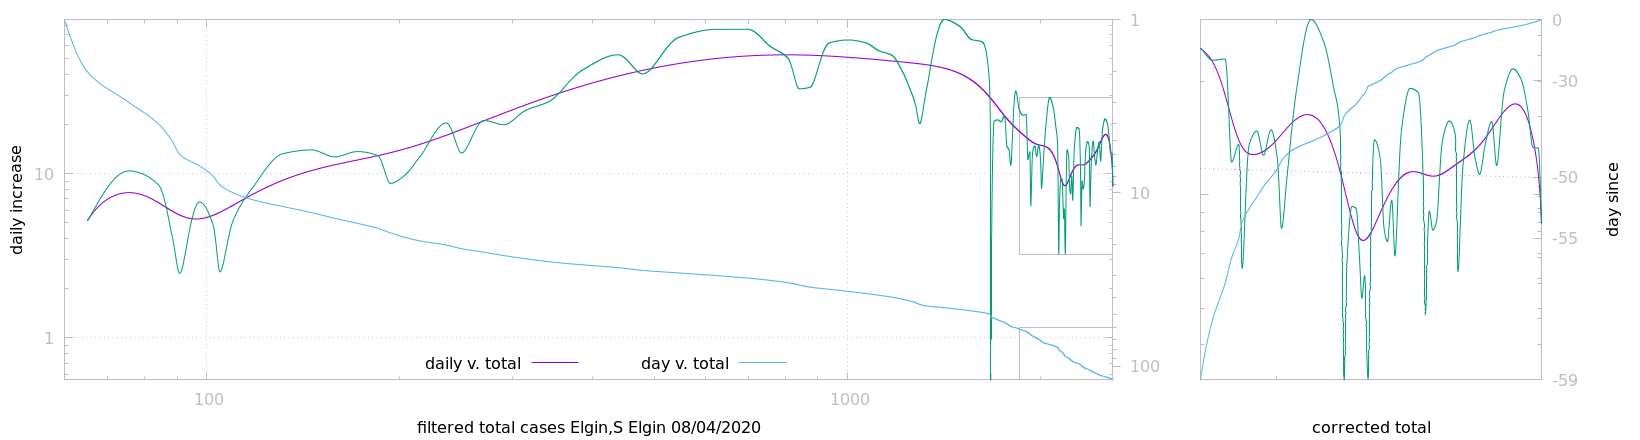 daily increase
10
1
100
1000
daily v. total
day v. total
filtered total cases Elgin,S Elgin 08/04/2020
1
10
100
0
-30
-50
-55
-59
day since
corrected total